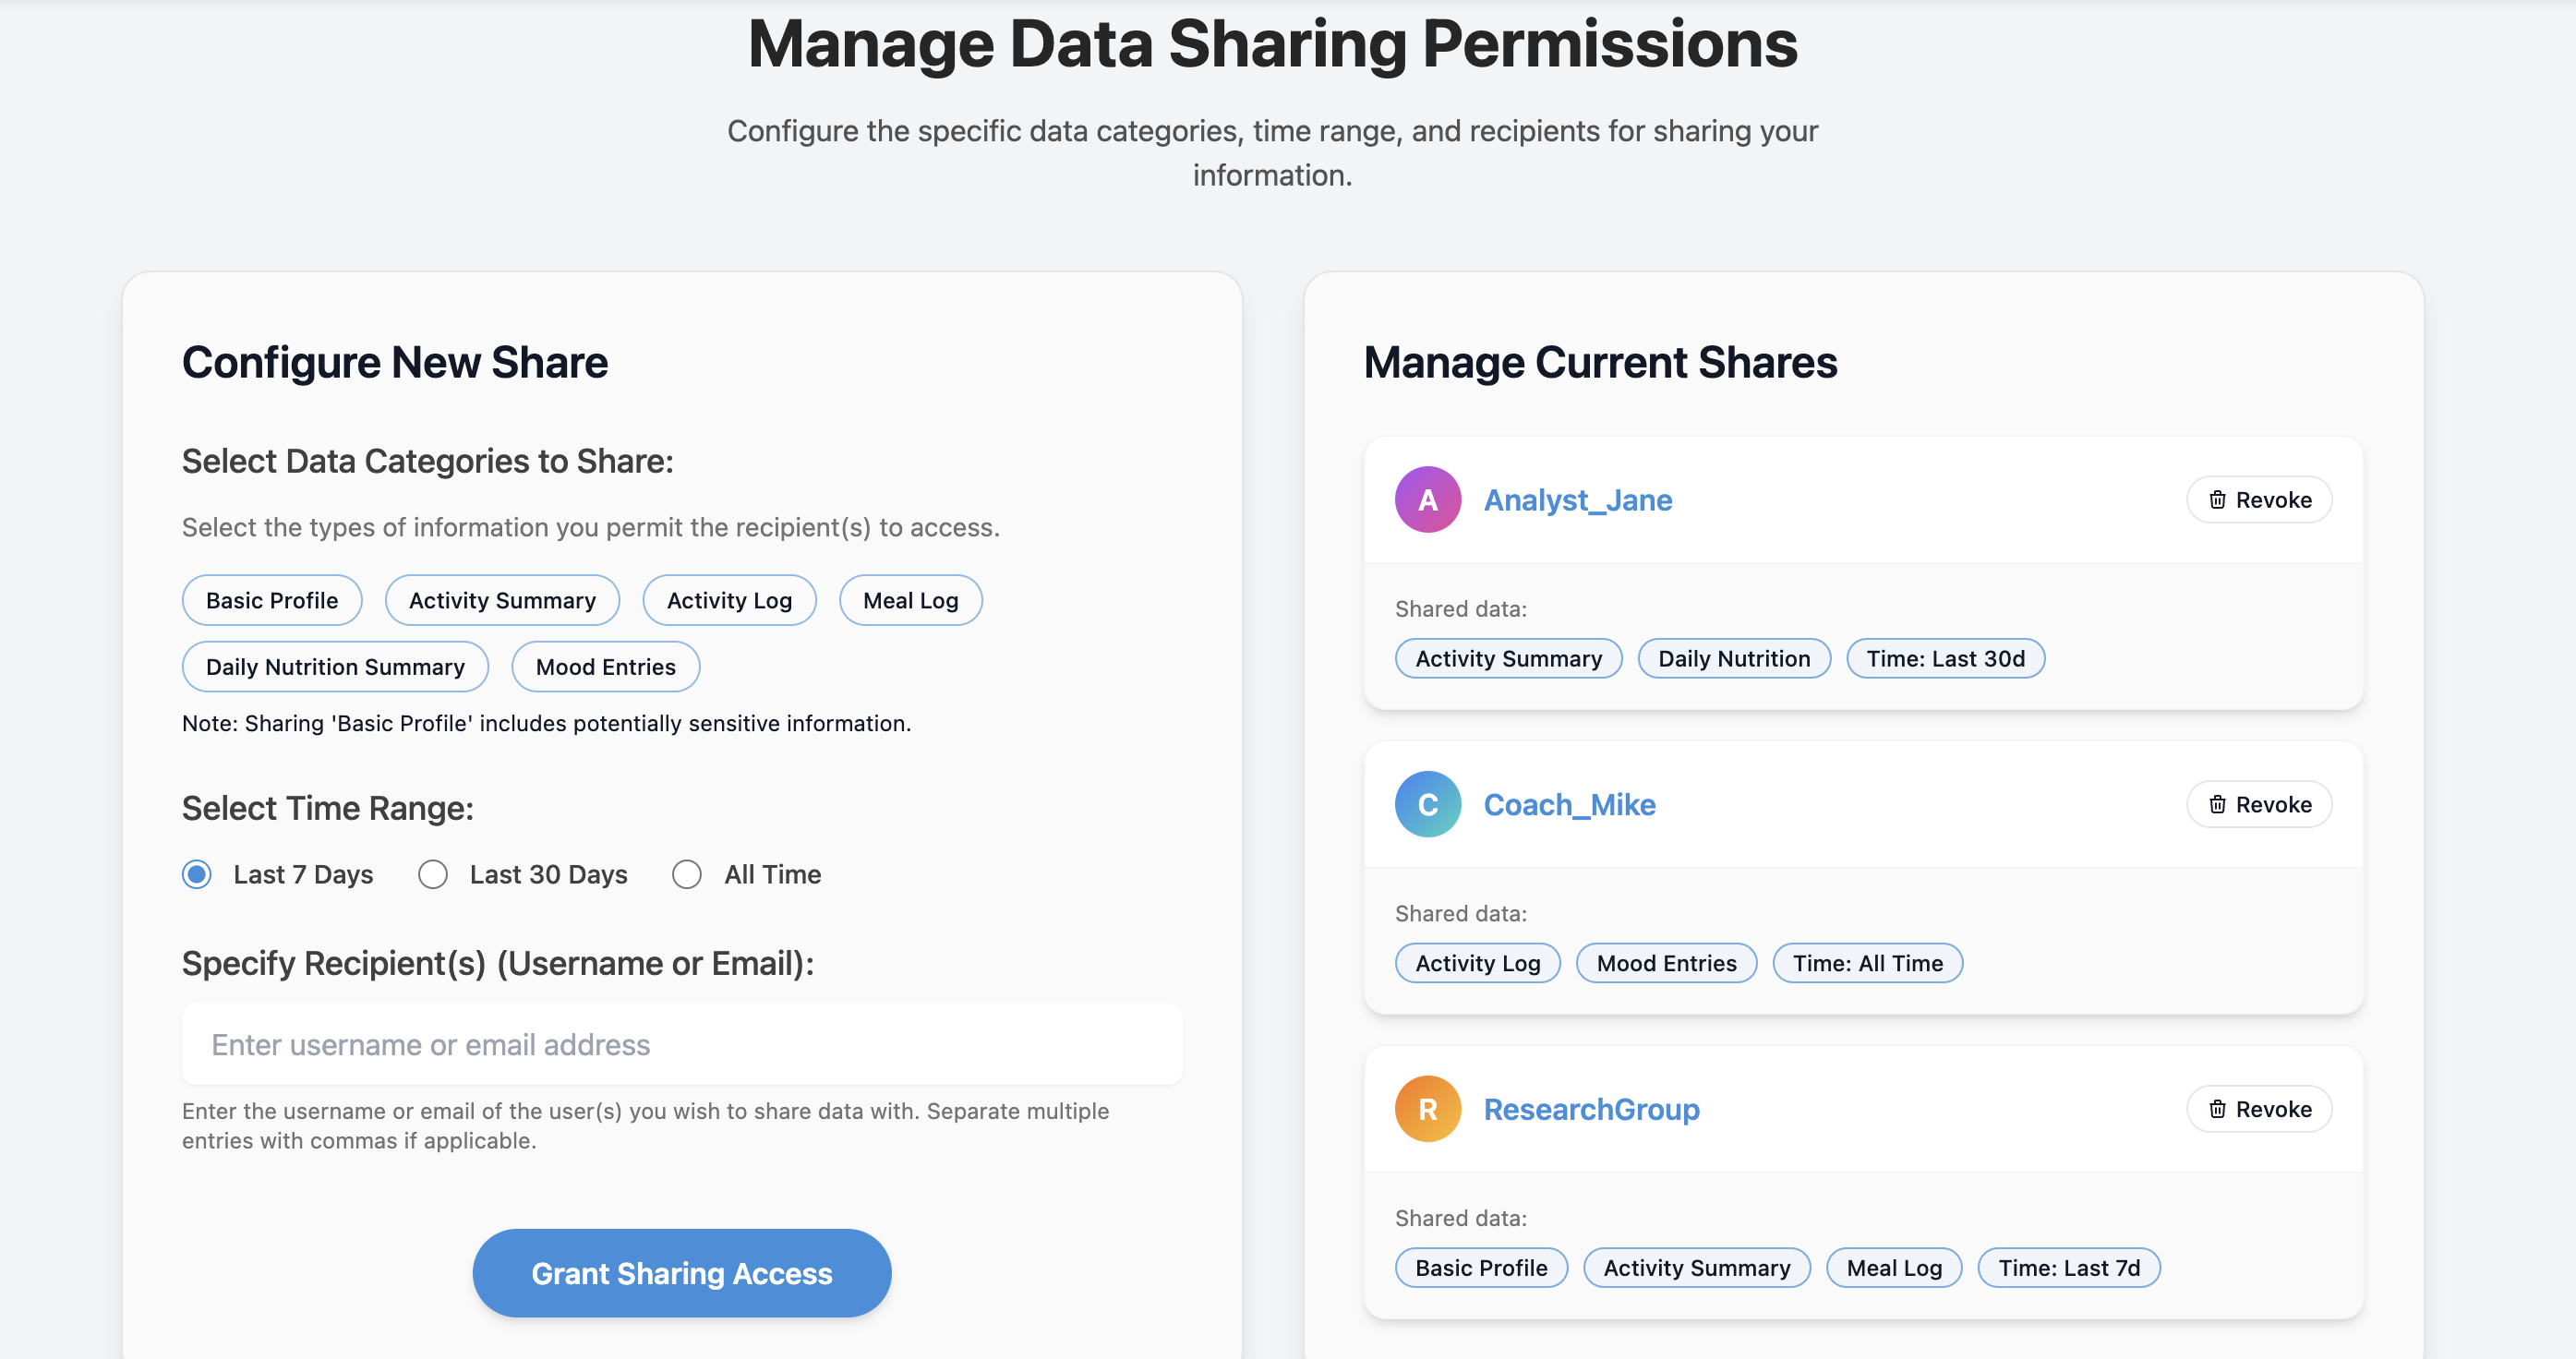 Manage Data Sharing Permissions
Configure the specific data categories, time range, and recipients for sharing your
information.
Configure New Share
Select Data Categories to Share:
Select the types of information you permit the recipient(s) to access.
Basic Profile
Activity Summary
Activity Log
Meal Log
Daily Nutrition Summary
Mood Entries
Note: Sharing 'Basic Profile' includes potentially sensitive information.
Select Time Range:
Last 7 Days
Last 30 Days
All Time
Specify Recipient(s) (Username or Email):
Enter username or email address
Enter the username or email of the user(s) you wish to share data with. Separate multiple
entries with commas if applicable.
Grant Sharing Access
Manage Current Shares
A
Analyst_Jane
Revoke
Shared data:
Activity Summary
Daily Nutrition
Time: Last 30d
C
Coach_Mike
Revoke
Shared data:
Activity Log
Mood Entries
Time: All Time
R
ResearchGroup
Revoke
Shared data:
Basic Profile
Activity Summary
Meal Log
Time: Last 7d